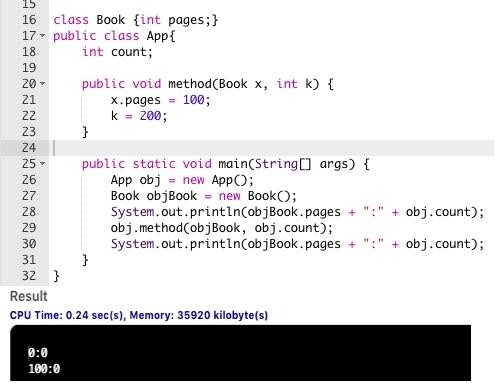 15
16 class Book {int pages;}
17 public class App{
18     int count;
19
20     public void method(Book x, int k) {
21         x.pages = 100;
22         k = 200;
23     }
24
25     public static void main(String[] args) {
26         App obj = new App();
27         Book objBook = new Book();
28         System.out.println(objBook.pages + ":" + obj.count);
29         obj.method(objBook, obj.count);
30         System.out.println(objBook.pages + ":" + obj.count);
31     }
32 }
Result
CPU Time: 0.24 sec(s), Memory: 35920 kilobyte(s)
0:0
100:0